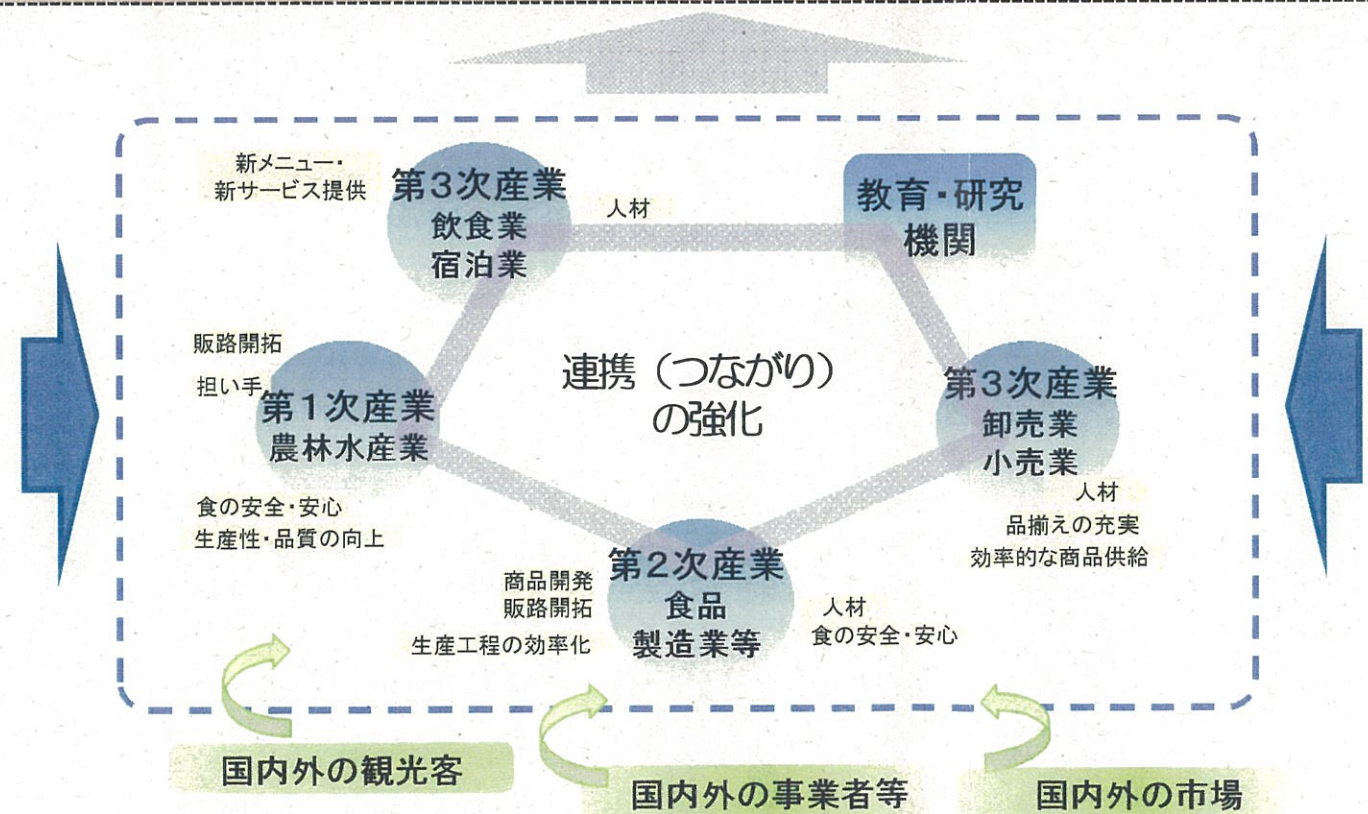 新メニュー・
新サービス提供
第3次産業
飲食業
宿泊業
人材
教育・研究
機関
販路開拓
担い手
第1次産業
農林水産業
食の安全・安心
生産性・品質の向上
連携（つながり）
の強化
第3次産業
卸売業
小売業
人材
品揃えの充実
効率的な商品供給
商品開発
販路開拓
生産工程の効率化
第2次産業
食品
製造業等
人材
食の安全・安心
国内外の観光客
国内外の事業者等
国内外の市場